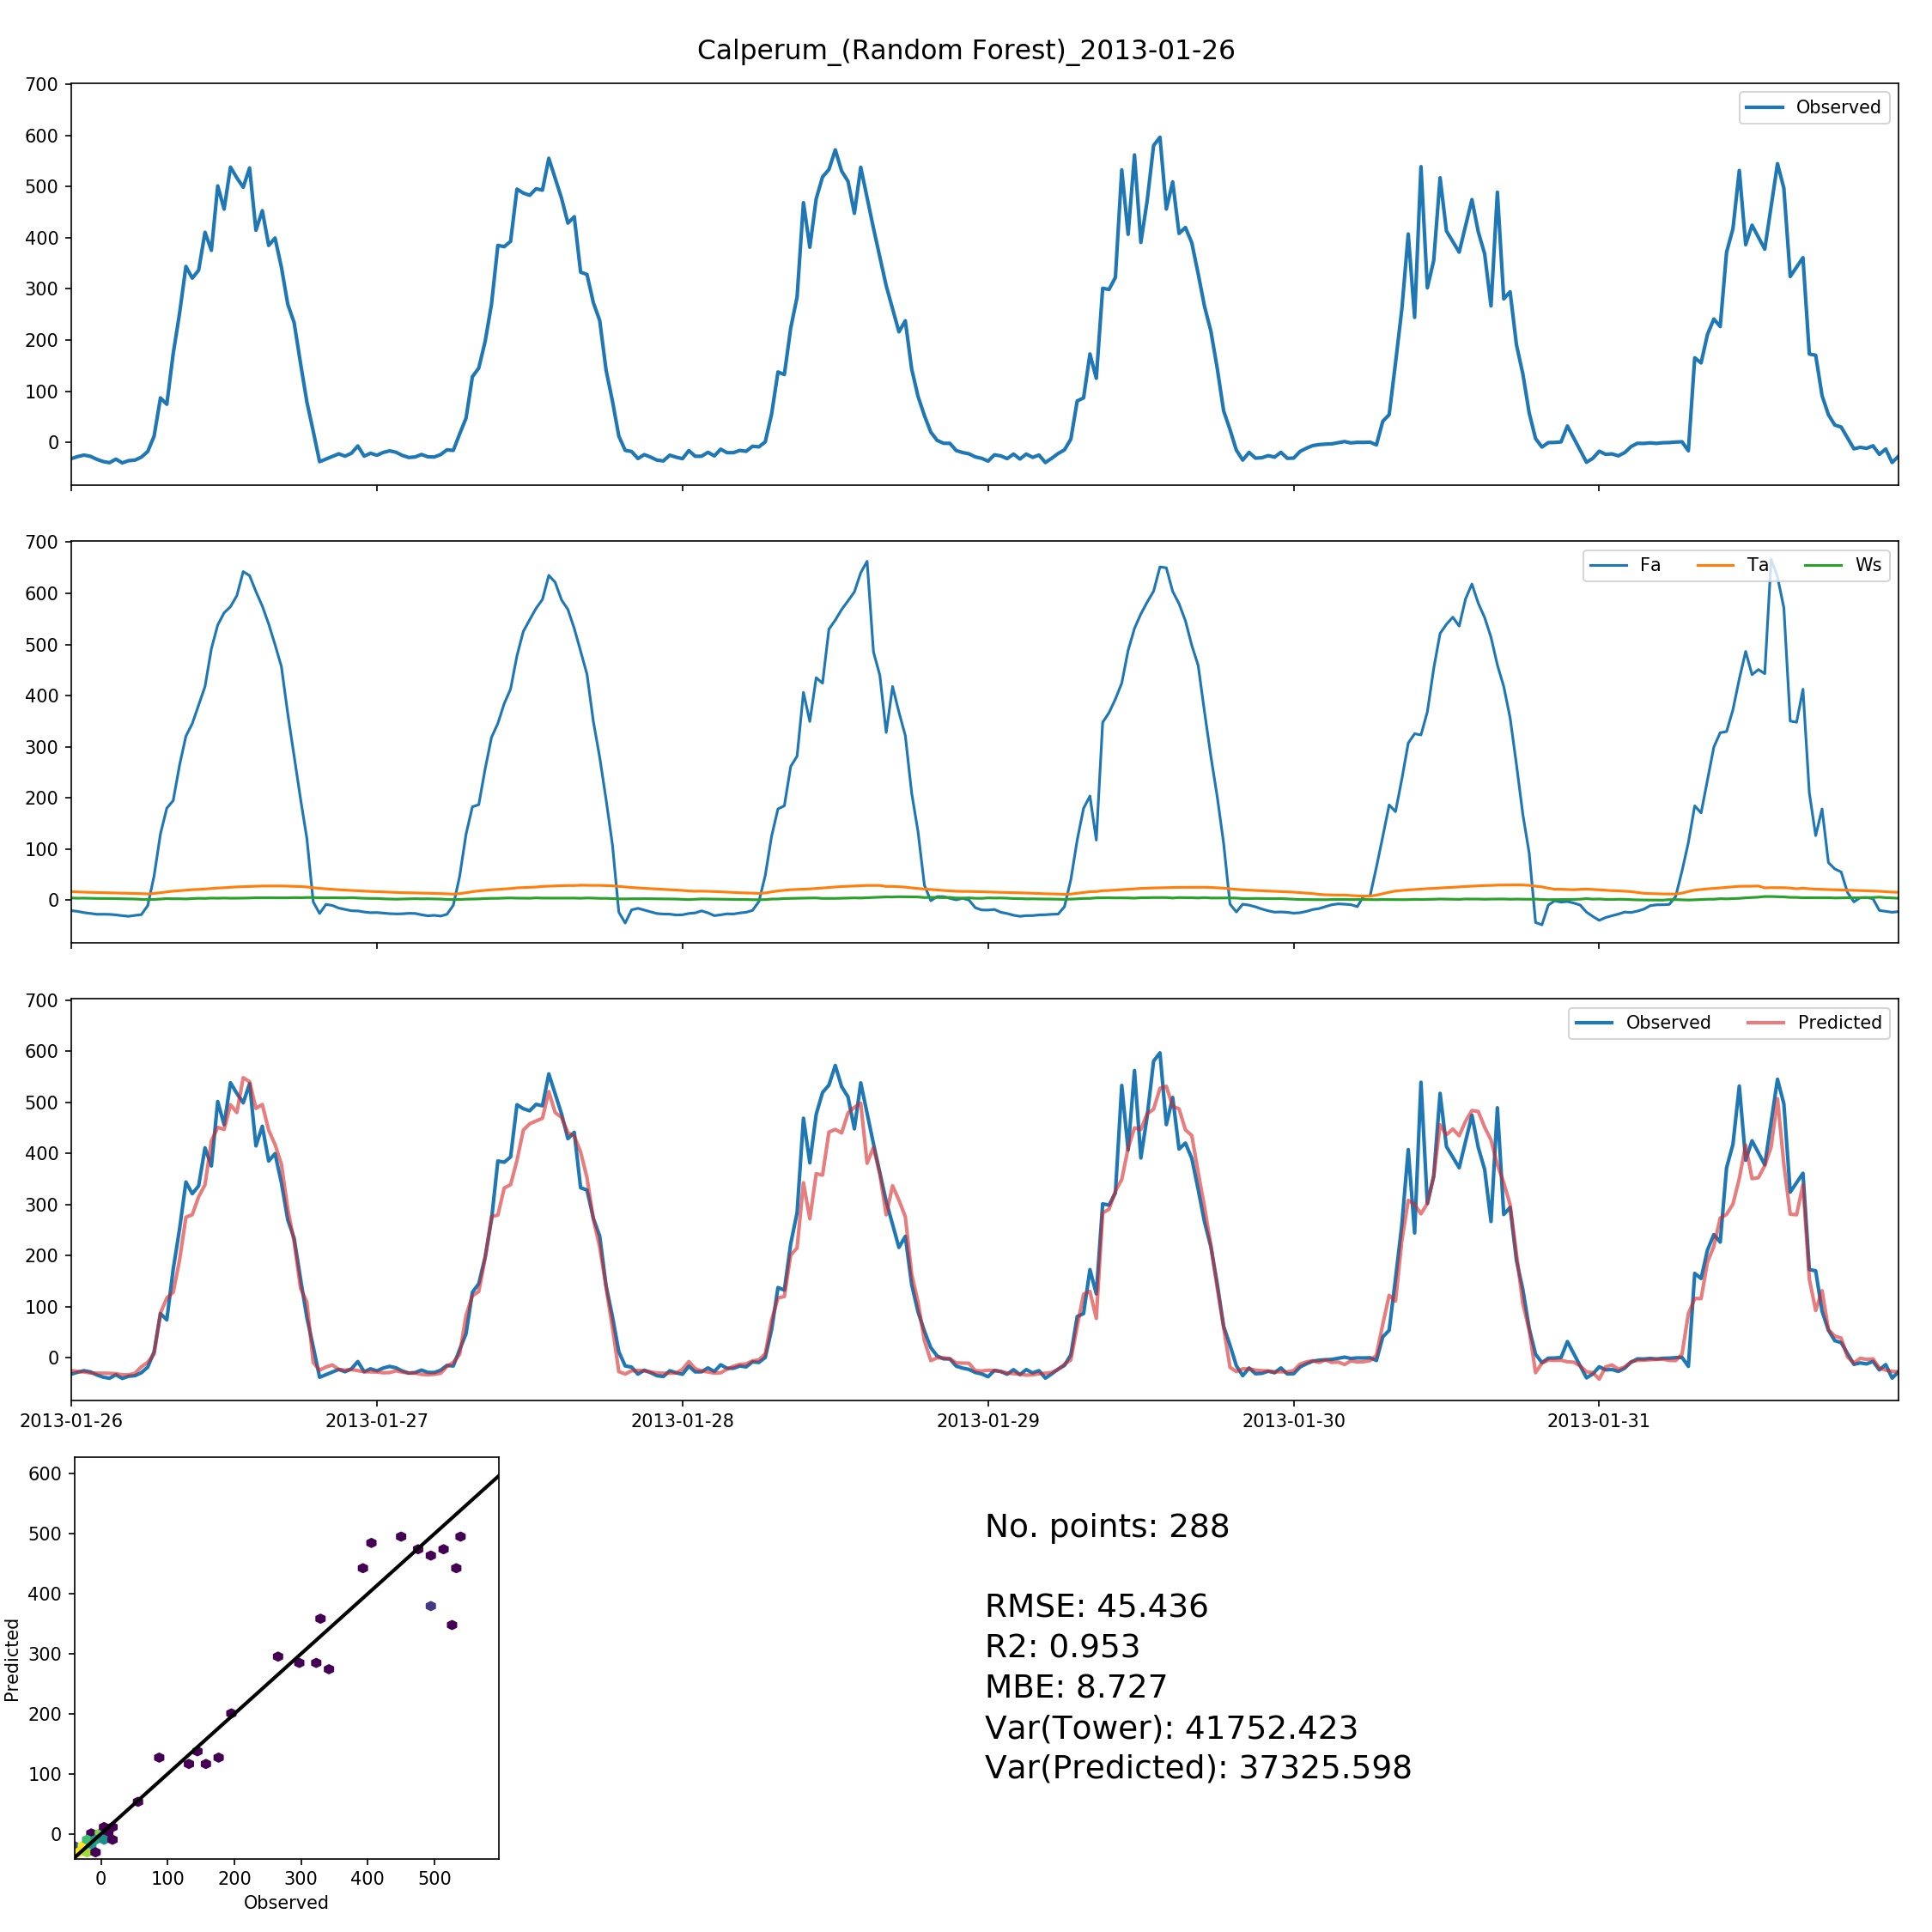 Calperum_(Random Forest)_2013-01-26
700
600
500
400
300
200
100
0
Observed
700
600
500
400
300
200
100
0
Fa Ta Ws
700
600
500
400
300
200
100
0
Observed Predicted
2013-01-26 2013-01-27 2013-01-28 2013-01-29 2013-01-30 2013-01-31
600
500
400
300
200
100
0
Predicted
0 100 200 300 400 500
Observed
No. points: 288
RMSE: 45.436
R2: 0.953
MBE: 8.727
Var(Tower): 41752.423
Var(Predicted): 37325.598